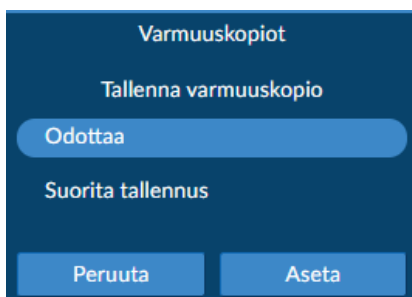 Varmuuskopiot
Tallenna varmuuskopio
Odottaa
Suorita tallennus
Peruuta Aseta